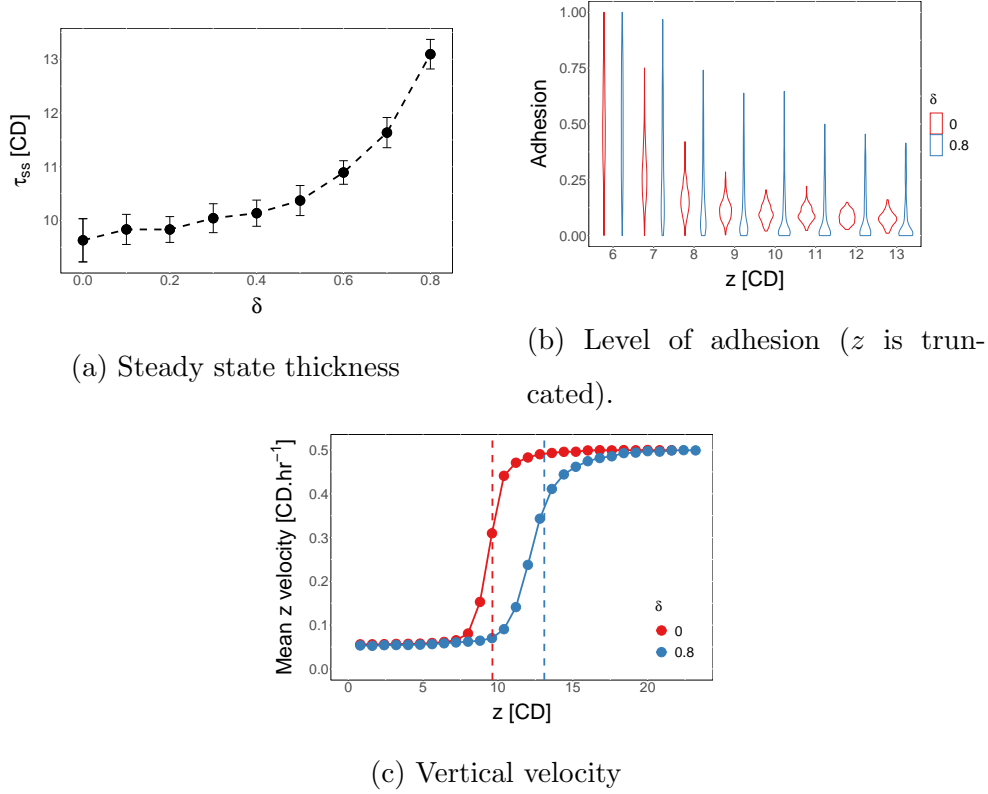 13
12
11
10
τss [CD]
0.0 0.2 0.4 0.6 0.8
δ
(a) Steady state thickness
1.00
0.75
0.50
0.25
0.00
Adhesion
6 7 8 9 10 11 12 13
z [CD]
δ
0
0.8
(b) Level of adhesion (z is trun-
cated).
0.5
0.4
0.3
0.2
0.1
0.0
Mean z velocity [CD.hr⁻¹]
0 5 10 15 20
z [CD]
δ
0
0.8
(c) Vertical velocity